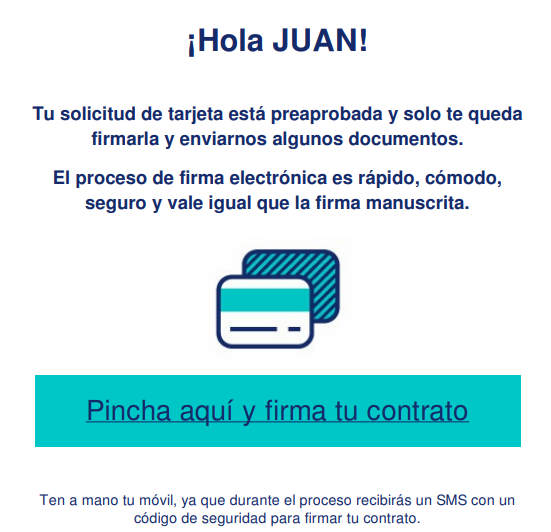 ¡Hola JUAN!
Tu solicitud de tarjeta está preaprobada y solo te queda
firmarla y enviarnos algunos documentos.
El proceso de firma electrónica es rápido, cómodo,
seguro y vale igual que la firma manuscrita.
Pincha aquí y firma tu contrato
Ten a mano tu móvil, ya que durante el proceso recibirás un SMS con un
código de seguridad para firmar tu contrato.